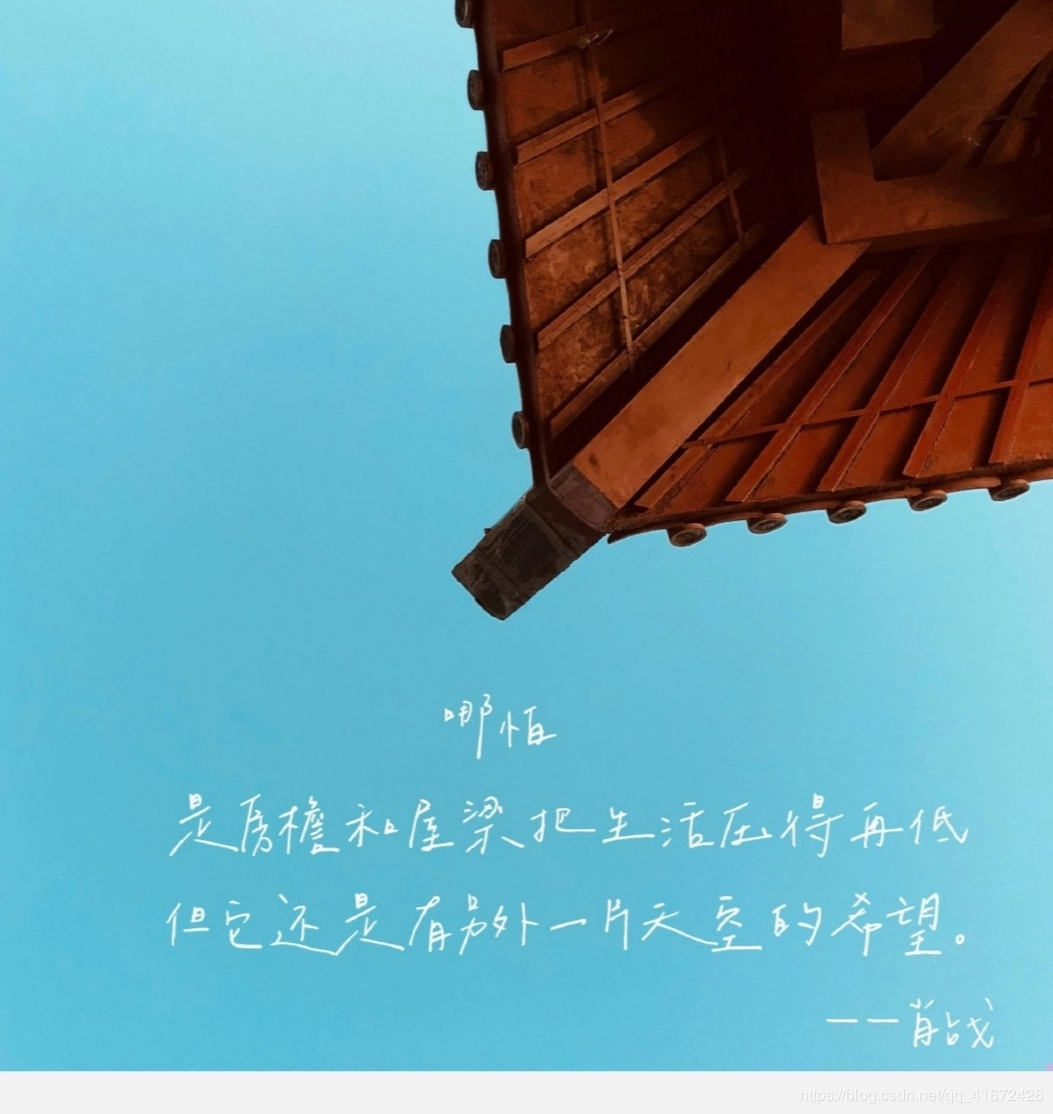 哪怕
是房檐和屋梁把生活压得再低
但它还是有另外一片天空的希望。
——肖战
https://blog.csdn.net/qq_41672428